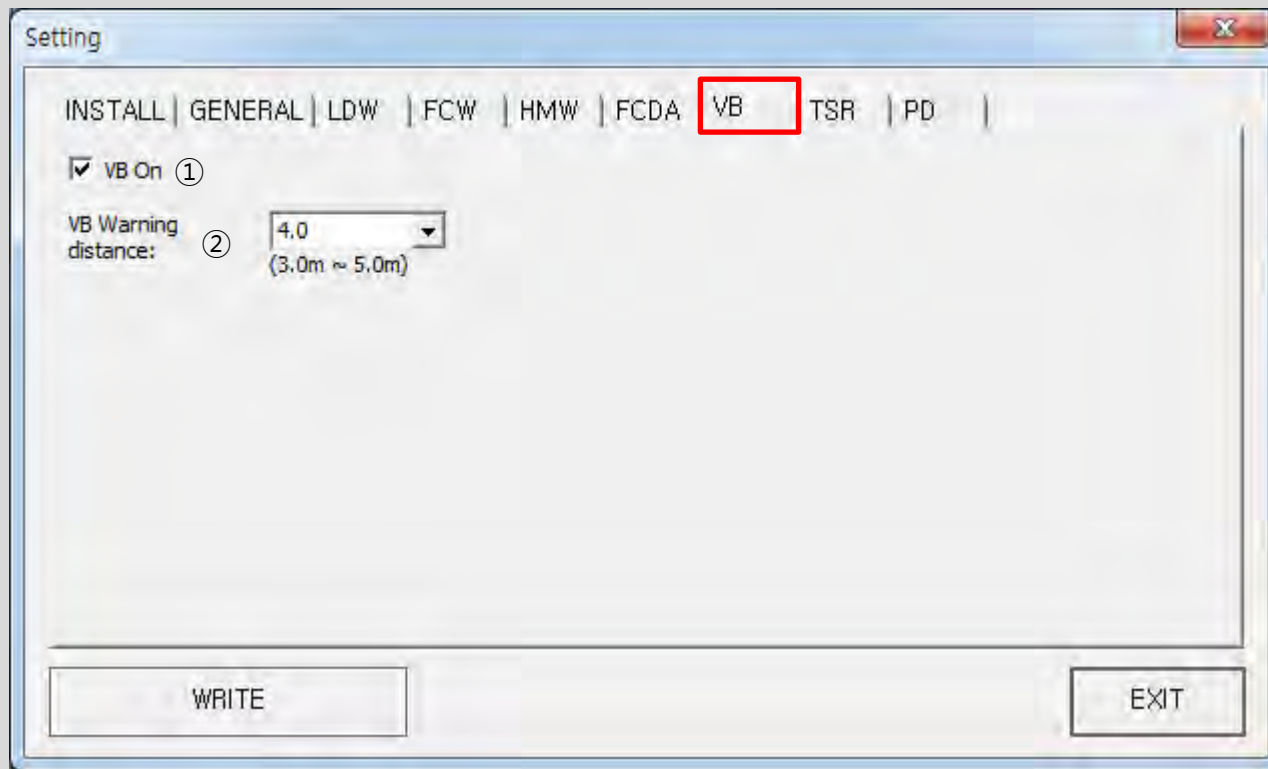 Setting
INSTALL | GENERAL | LDW | FCW | HMW | FCDA VB TSR | PD |
VB On ①
VB Warning
distance: ②
4,0
(3,0m ~ 5,0m)
WRITE
EXIT